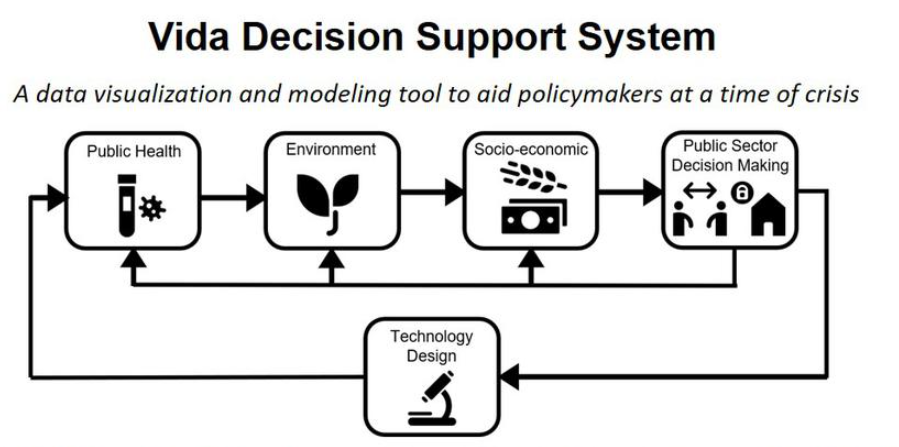 Vida Decision Support System
A data visualization and modeling tool to aid policymakers at a time of crisis
Public Health
Environment
Socio-economic
Public Sector
Decision Making
Technology
Design